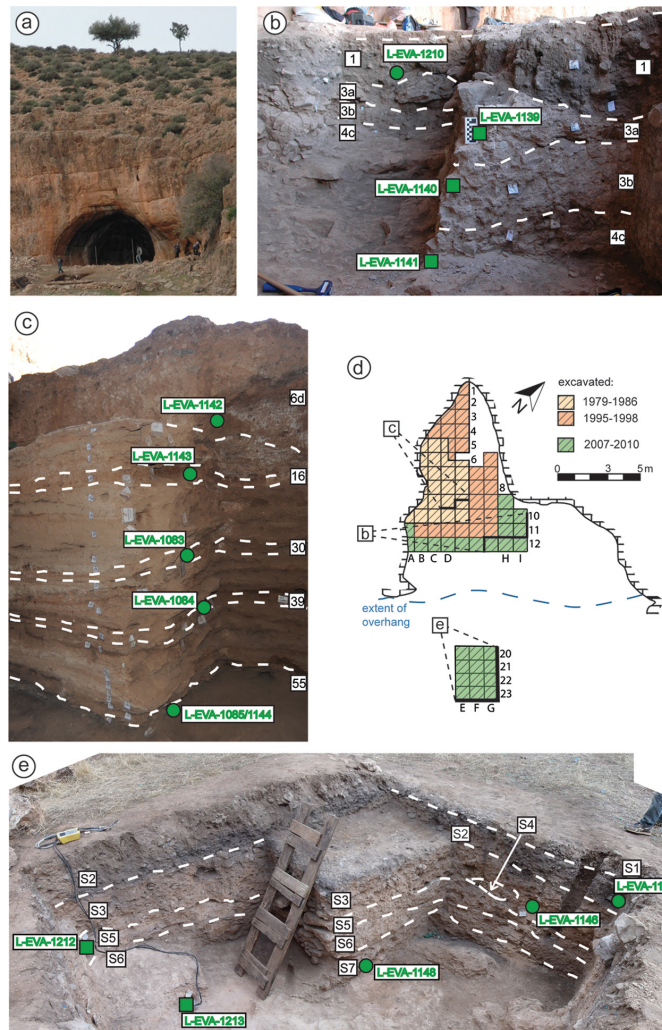 a
b
L-EVA-1210
1
1
3a
3b
4c
L-EVA-1139
3a
L-EVA-1140
3b
4c
L-EVA-1141
c
L-EVA-1142
6d
L-EVA-1143
16
L-EVA-1083
30
L-EVA-1084
39
55
L-EVA-1085/1144
d
excavated:
1979-1986
1995-1998
2007-2010
N
0 3 5 m
1
2
3
4
5
6
8
10
11
12
c
b
A B C D H I
extent of
overhang
e
20
21
22
23
E F G
e
S4
S2
S1
S2
S3
S3
S5
S5
S6
S6
S7
L-EVA-11
L-EVA-1146
L-EVA-1212
L-EVA-1148
L-EVA-1213